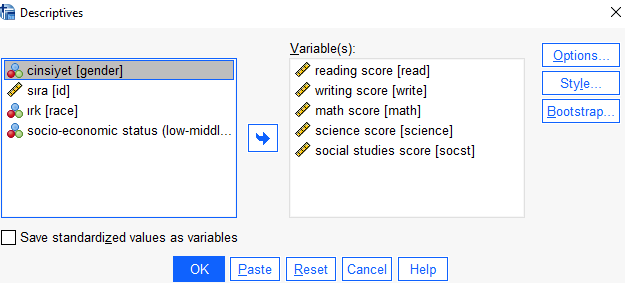 Descriptives
Variable(s):
cinsiyet [gender]
sıra [id]
ırk [race]
socio-economic status (low-middl...
reading score [read]
writing score [write]
math score [math]
science score [science]
social studies score [socst]
Options...
Style...
Bootstrap...
Save standardized values as variables
OK Paste Reset Cancel Help